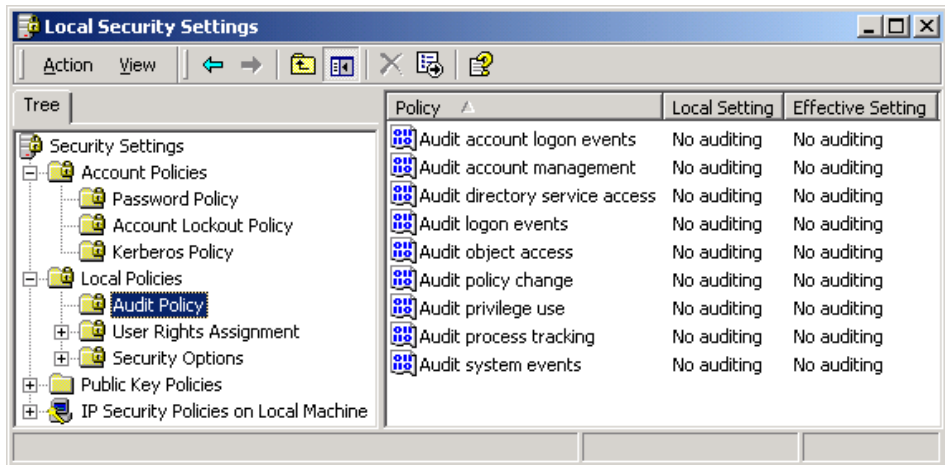 Local Security Settings
Action View
Tree
Security Settings
Account Policies
Password Policy
Account Lockout Policy
Kerberos Policy
Local Policies
Audit Policy
User Rights Assignment
Security Options
Public Key Policies
IP Security Policies on Local Machine
Policy Local Setting Effective Setting
Audit account logon events No auditing No auditing
Audit account management No auditing No auditing
Audit directory service access No auditing No auditing
Audit logon events No auditing No auditing
Audit object access No auditing No auditing
Audit policy change No auditing No auditing
Audit privilege use No auditing No auditing
Audit process tracking No auditing No auditing
Audit system events No auditing No auditing